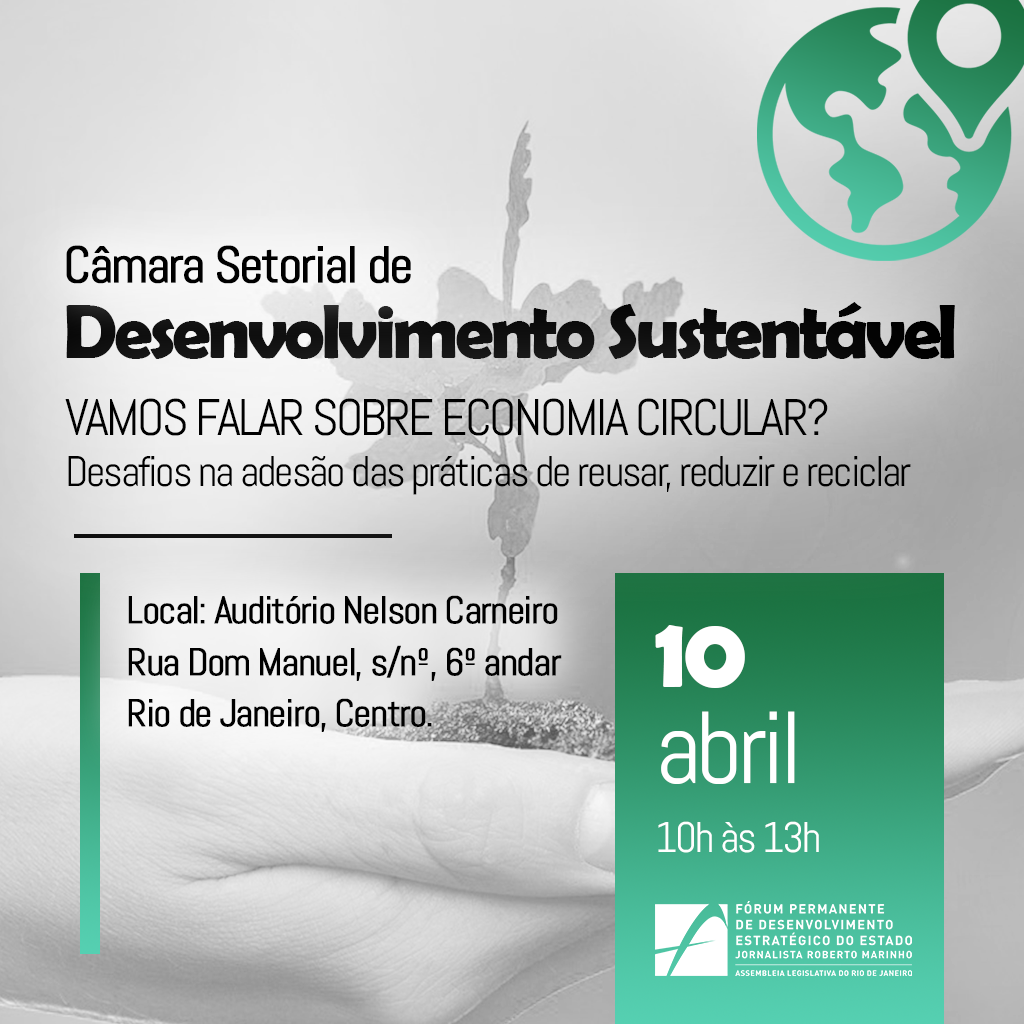 Câmara Setorial de
Desenvolvimento Sustentável
VAMOS FALAR SOBRE ECONOMIA CIRCULAR?
Desafios na adesão das práticas de reusar, reduzir e reciclar
Local: Auditório Nelson Carneiro
Rua Dom Manuel, s/nº, 6º andar
Rio de Janeiro, Centro.
10
abril
10h às 13h
FÓRUM PERMANENTE
DE DESENVOLVIMENTO
ESTRATÉGICO DO ESTADO
JORNALISTA ROBERTO MARINHO
ASSEMBLEIA LEGISLATIVA DO RIO DE JANEIRO